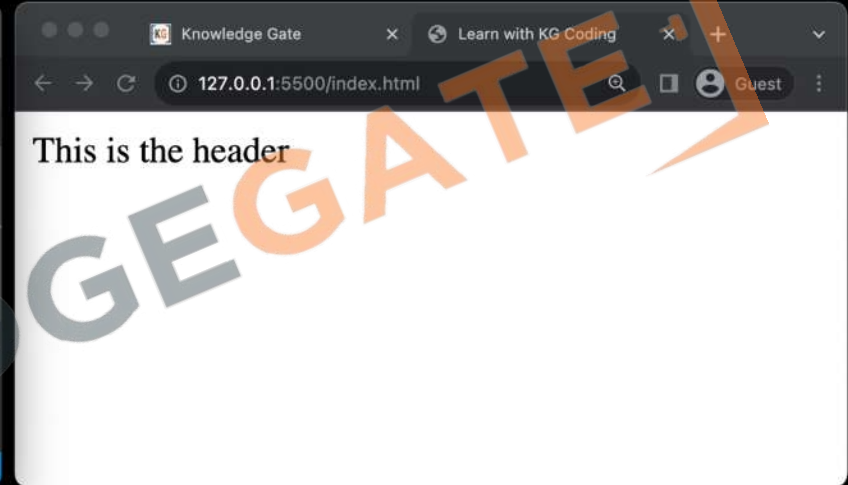 KG Knowledge Gate Learn with KG Coding
127.0.0.1:5500/index.html Guest
This is the header
GEGATE